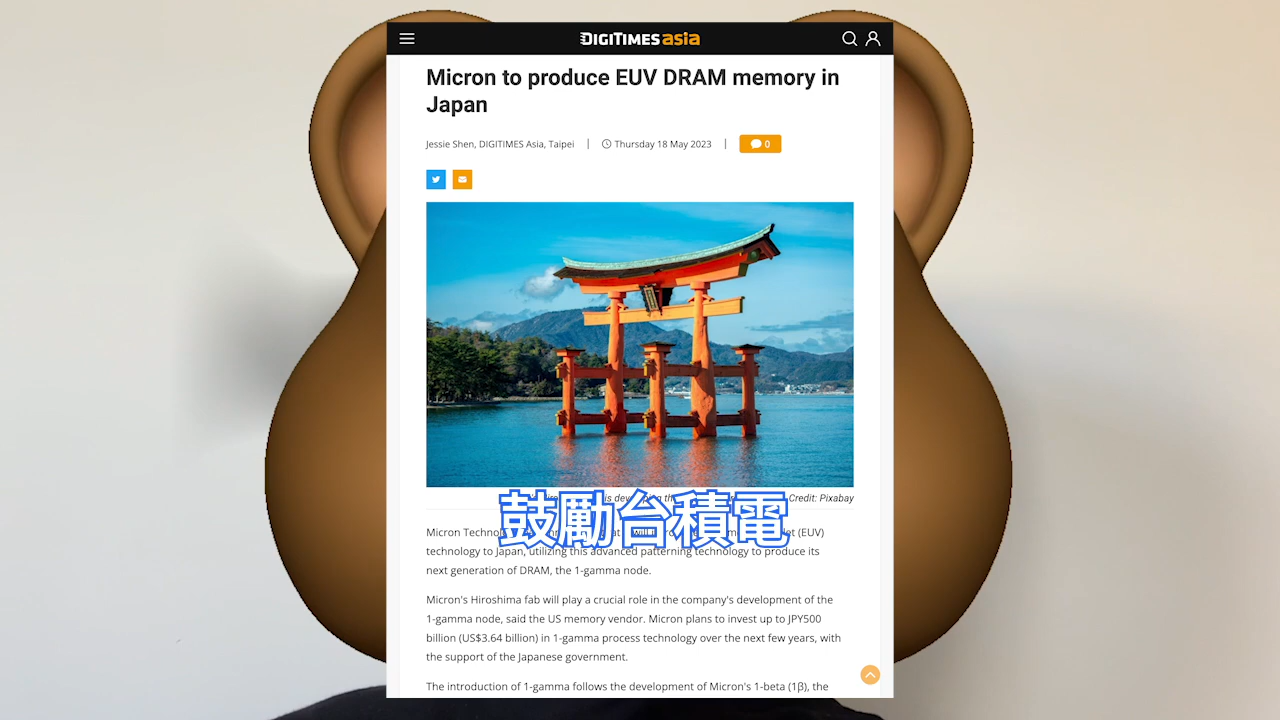 DIGITIMES asia
Micron to produce EUV DRAM memory in
Japan
Jessie Shen, DIGITIMES Asia, Taipei | Thursday 18 May 2023 | 0
Credit: Pixabay
鼓勵台積電
Micron (EUV)
technology to Japan, utilizing this advanced patterning technology to produce its
next generation of DRAM, the 1-gamma node.
Micron's Hiroshima fab will play a crucial role in the company's development of the
1-gamma node, said the US memory vendor. Micron plans to invest up to JPY500
billion (US$3.64 billion) in 1-gamma process technology over the next few years, with
the support of the Japanese government.
The introduction of 1-gamma follows the development of Micron's 1-beta (1β), the